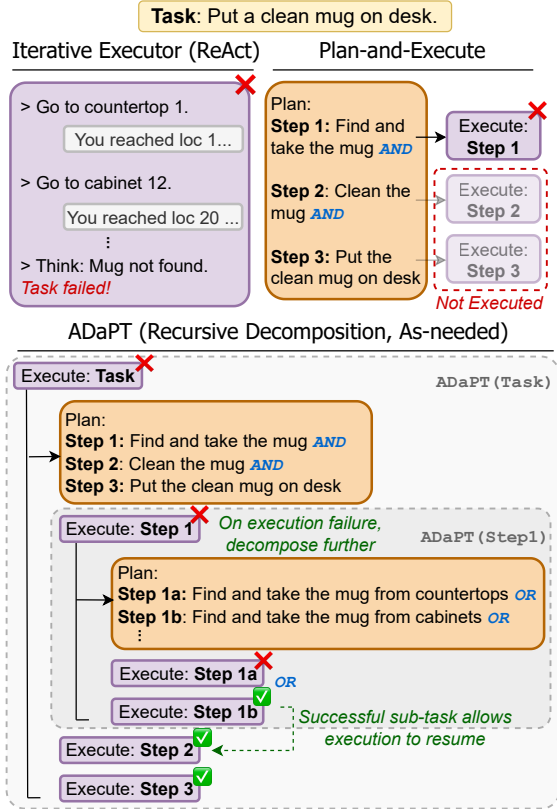 Task: Put a clean mug on desk.
Iterative Executor (ReAct)
> Go to countertop 1.
You reached loc 1...
> Go to cabinet 12.
You reached loc 20 ...
⋮
> Think: Mug not found.
Task failed!
Plan-and-Execute
Plan:
Step 1: Find and
take the mug AND
Step 2: Clean the
mug AND
Step 3: Put the
clean mug on desk
Execute:
Step 1
Execute:
Step 2
Execute:
Step 3
Not Executed
ADaPT (Recursive Decomposition, As-needed)
Execute: Task
ADaPT(Task)
Plan:
Step 1: Find and take the mug AND
Step 2: Clean the mug AND
Step 3: Put the clean mug on desk
Execute: Step 1
On execution failure,
decompose further
ADaPT(Step1)
Plan:
Step 1a: Find and take the mug from countertops OR
Step 1b: Find and take the mug from cabinets OR
⋮
Execute: Step 1a
OR
Execute: Step 1b
Successful sub-task allows
execution to resume
Execute: Step 2
Execute: Step 3